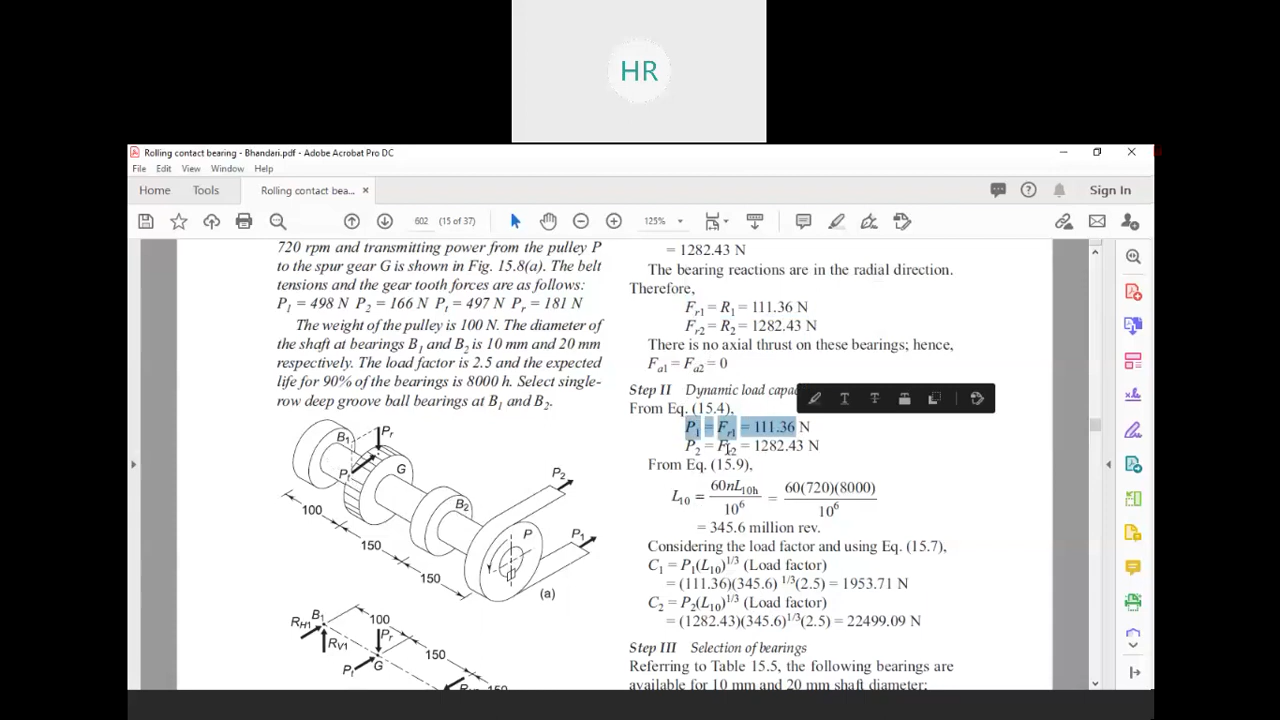 HR
Rolling contact bearing - Bhandari.pdf - Adobe Acrobat Pro DC
File Edit View Window Help
Home Tools Rolling contact bea... × Sign In
602 (15 of 37) 125%
720 rpm and transmitting power from the pulley P
to the spur gear G is shown in Fig. 15.8(a). The belt
tensions and the gear tooth forces are as follows:
P1 = 498 N P2 = 166 N Pt = 497 N Pr = 181 N
The weight of the pulley is 100 N. The diameter of
the shaft at bearings B1 and B2 is 10 mm and 20 mm
respectively. The load factor is 2.5 and the expected
life for 90% of the bearings is 8000 h. Select single-
row deep groove ball bearings at B1 and B2.
B1 Pr
Pt G
P2
B2
P
P1
100
150
150
(a)
RH1 B1 100
RV1 Pr
Pt G
150
150
= 1282.43 N
The bearing reactions are in the radial direction.
Therefore,
Fr1 = R1 = 111.36 N
Fr2 = R2 = 1282.43 N
There is no axial thrust on these bearings; hence,
Fa1 = Fa2 = 0
Step II Dynamic load capa
From Eq. (15.4),
P1 = Fr1 = 111.36 N
P2 = Fr2 = 1282.43 N
From Eq. (15.9),
L10 = 60nL10h / 10^6 = 60(720)(8000) / 10^6
= 345.6 million rev.
Considering the load factor and using Eq. (15.7),
C1 = P1(L10)^1/3 (Load factor)
= (111.36)(345.6)^1/3(2.5) = 1953.71 N
C2 = P2(L10)^1/3 (Load factor)
= (1282.43)(345.6)^1/3(2.5) = 22499.09 N
Step III Selection of bearings
Referring to Table 15.5, the following bearings are
available for 10 mm and 20 mm shaft diameter: